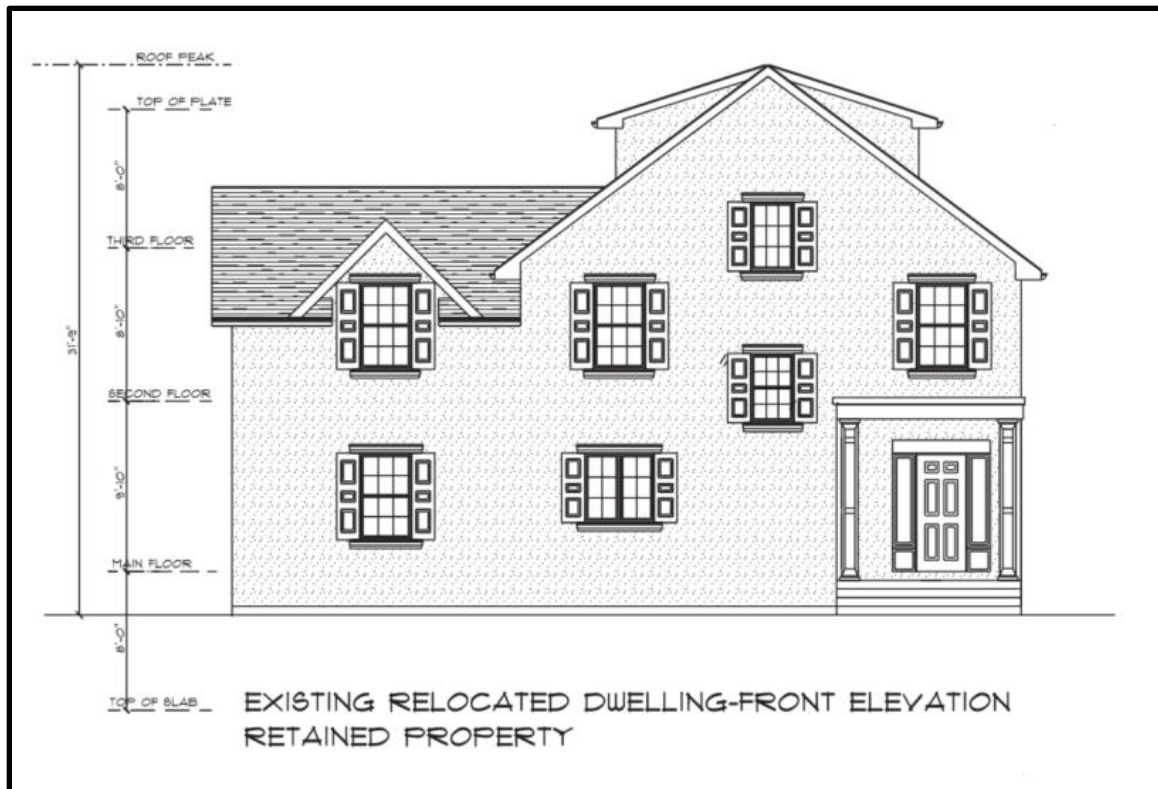 ROOF PEAK
TOP OF PLATE
8'-0"
THIRD FLOOR
8'-10"
31'-9"
SECOND FLOOR
9'-10"
MAIN FLOOR
8'-0"
TOP OF SLAB
EXISTING RELOCATED DWELLING-FRONT ELEVATION
RETAINED PROPERTY